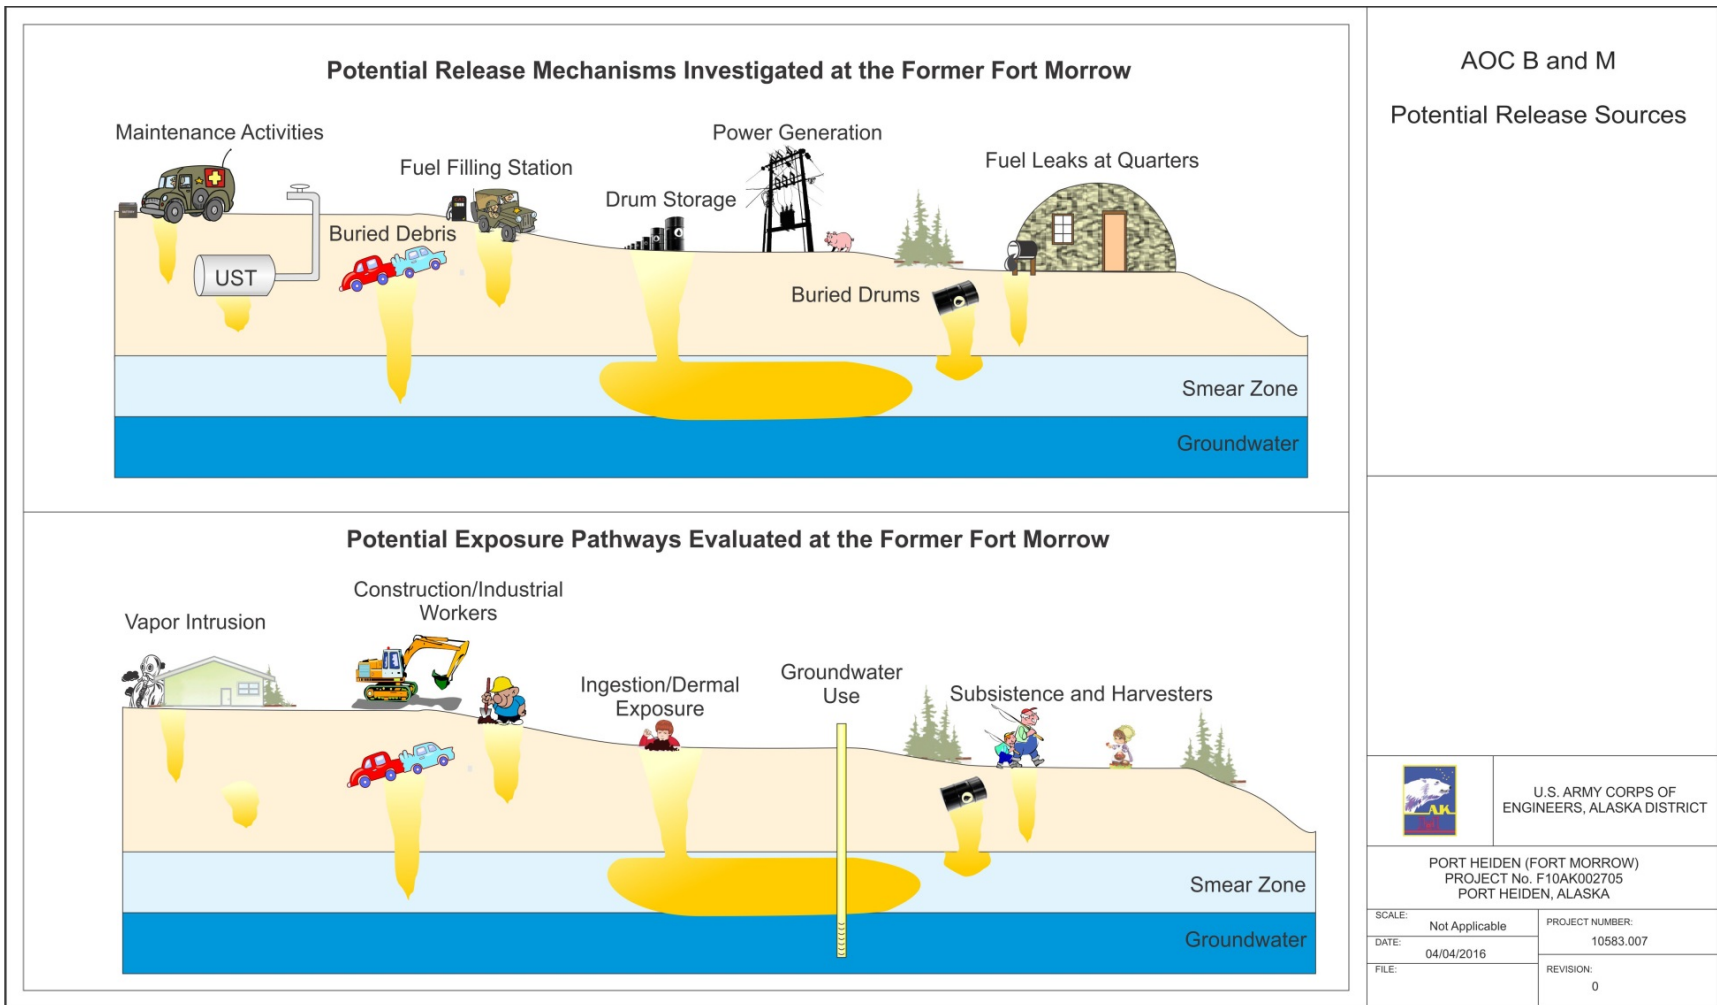 Potential Release Mechanisms Investigated at the Former Fort Morrow
Maintenance Activities
Fuel Filling Station
Power Generation
Drum Storage
Fuel Leaks at Quarters
Buried Debris
UST
Buried Drums
Smear Zone
Groundwater
Potential Exposure Pathways Evaluated at the Former Fort Morrow
Vapor Intrusion
Construction/Industrial
Workers
Ingestion/Dermal
Exposure
Groundwater
Use
Subsistence and Harvesters
Smear Zone
Groundwater
AOC B and M
Potential Release Sources
AK
U.S. ARMY CORPS OF
ENGINEERS, ALASKA DISTRICT
PORT HEIDEN (FORT MORROW)
PROJECT No. F10AK002705
PORT HEIDEN, ALASKA
SCALE:
Not Applicable
PROJECT NUMBER:
10583.007
DATE:
04/04/2016
FILE:
REVISION:
0